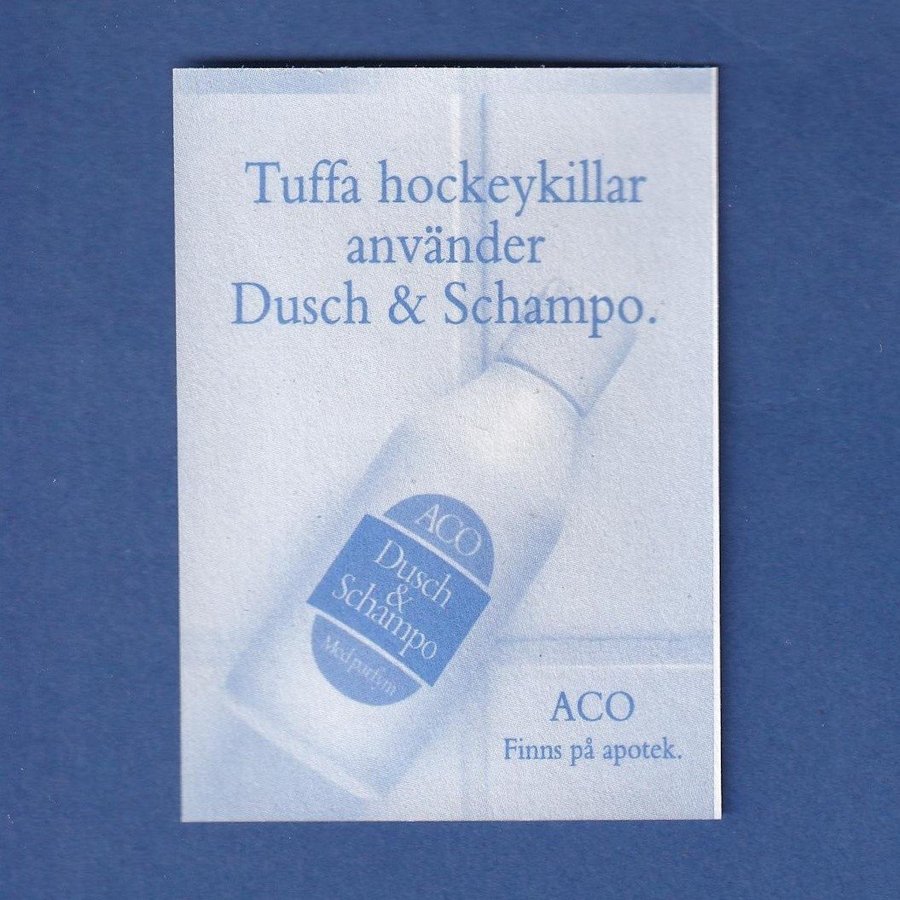 Tuffa hockeykillar
använder
Dusch & Schampo.
ACO
Dusch
&
Schampo
Med parfym
ACO
Finns på apotek.